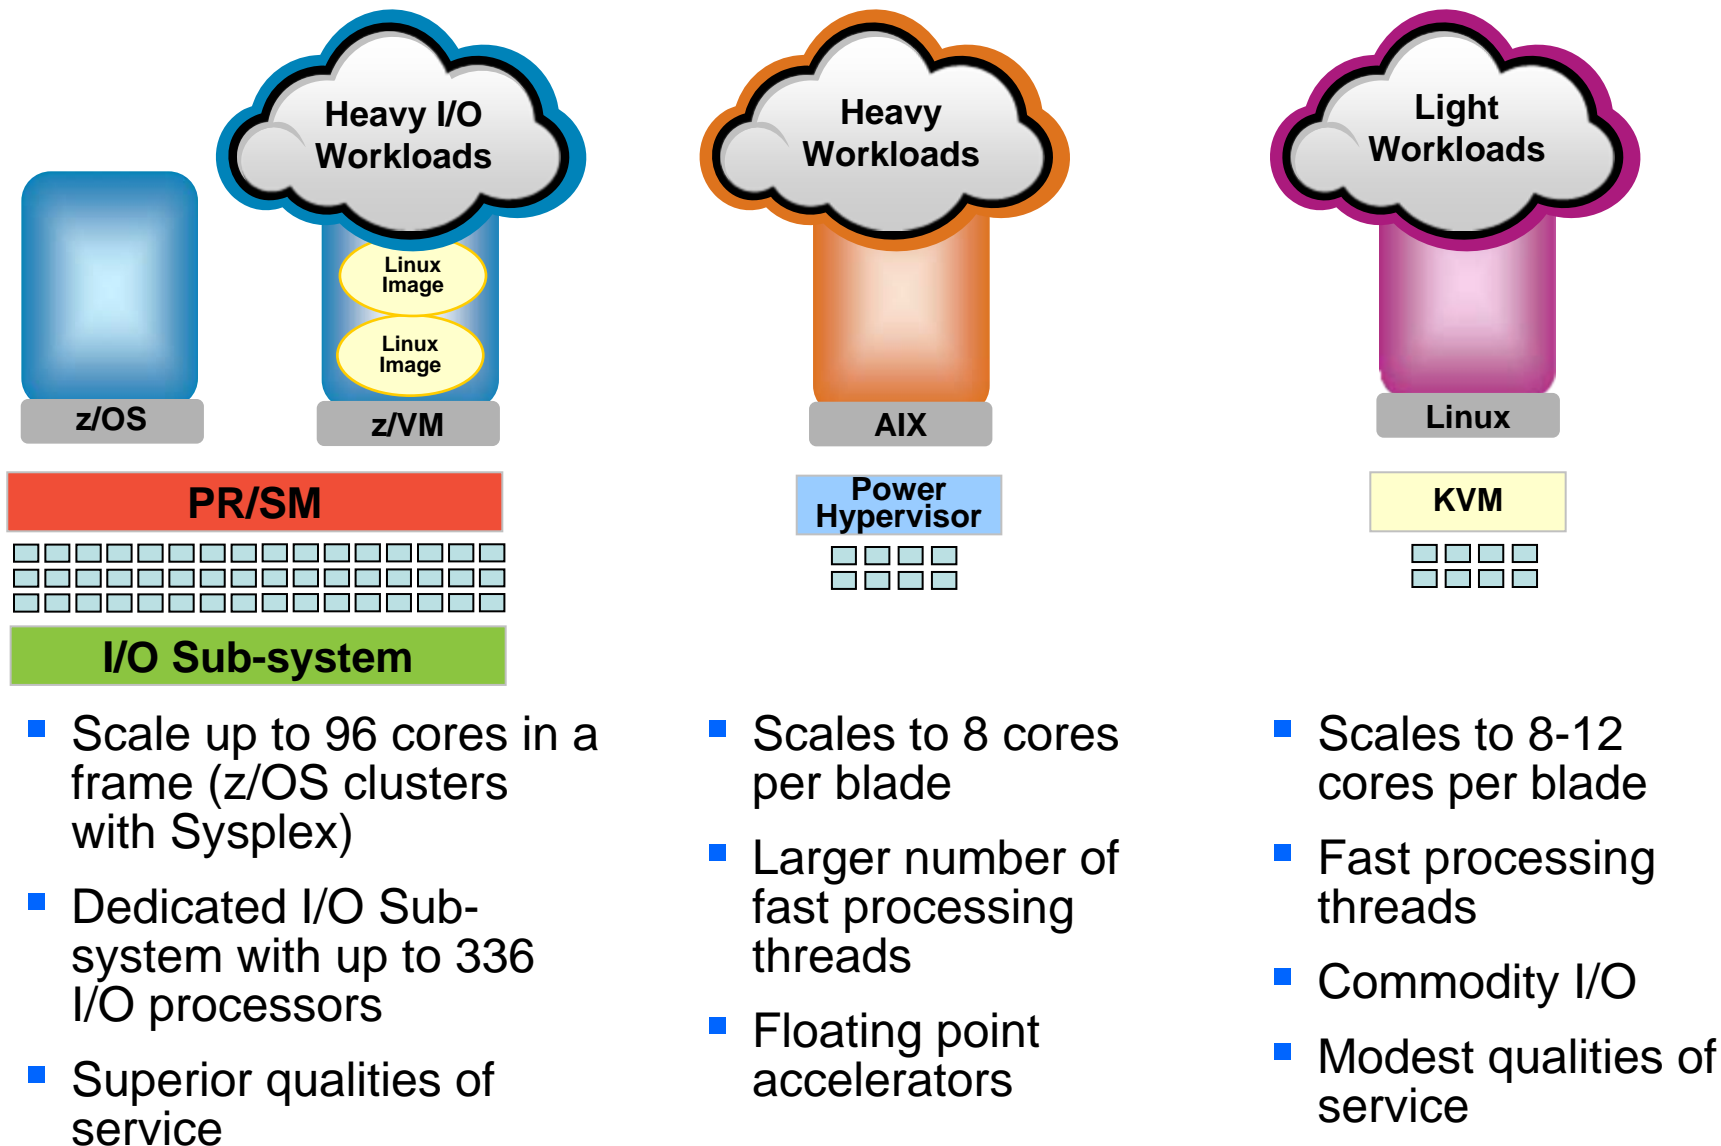 Heavy I/O
Workloads
Linux
Image
Linux
Image
z/OS
z/VM
PR/SM
I/O Sub-system
Scale up to 96 cores in a
frame (z/OS clusters
with Sysplex)
Dedicated I/O Sub-
system with up to 336
I/O processors
Superior qualities of
service
Heavy
Workloads
AIX
Power
Hypervisor
Scales to 8 cores
per blade
Larger number of
fast processing
threads
Floating point
accelerators
Light
Workloads
Linux
KVM
Scales to 8-12
cores per blade
Fast processing
threads
Commodity I/O
Modest qualities of
service